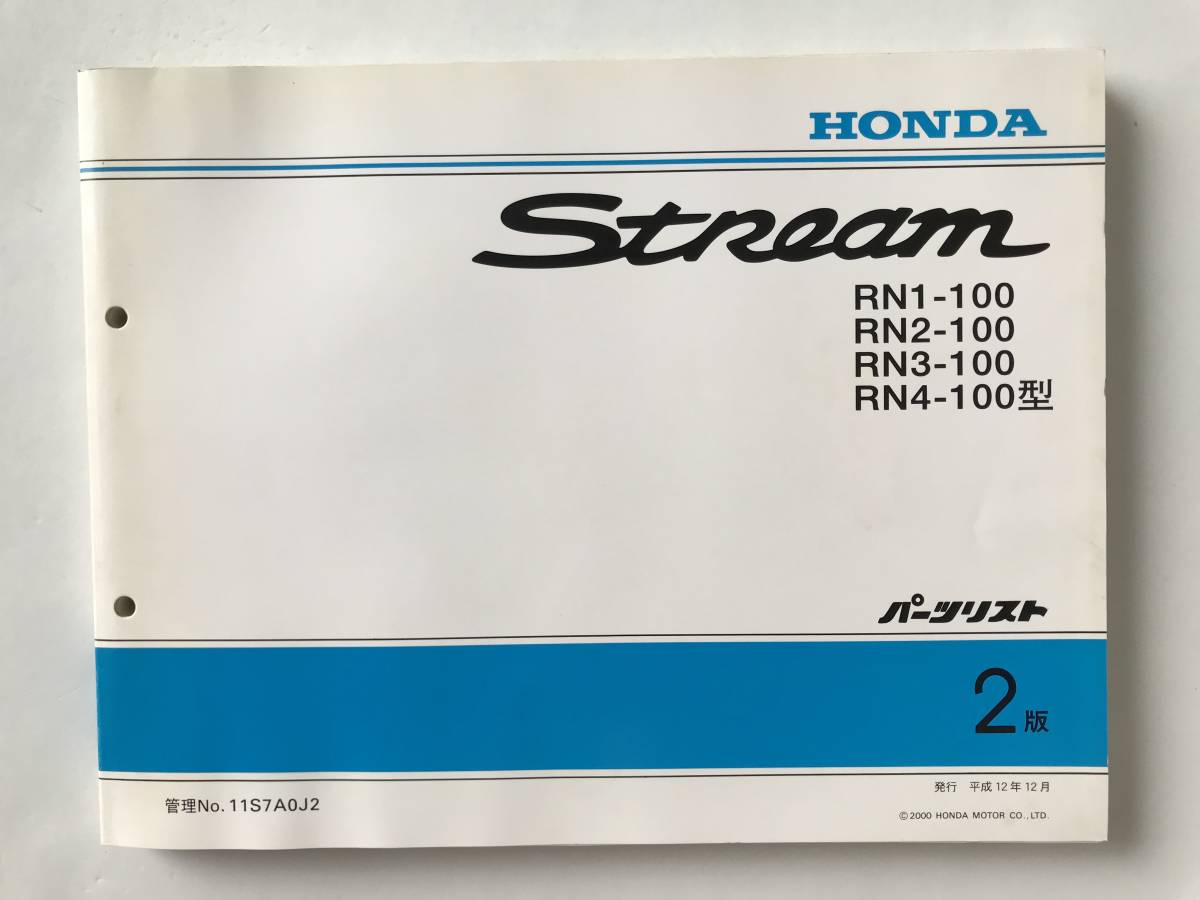 HONDA
Stream
RN1-100
RN2-100
RN3-100
RN4-100型
パーツリスト
2版
発行 平成12年12月
管理No. 11S7A0J2
©2000 HONDA MOTOR CO., LTD.